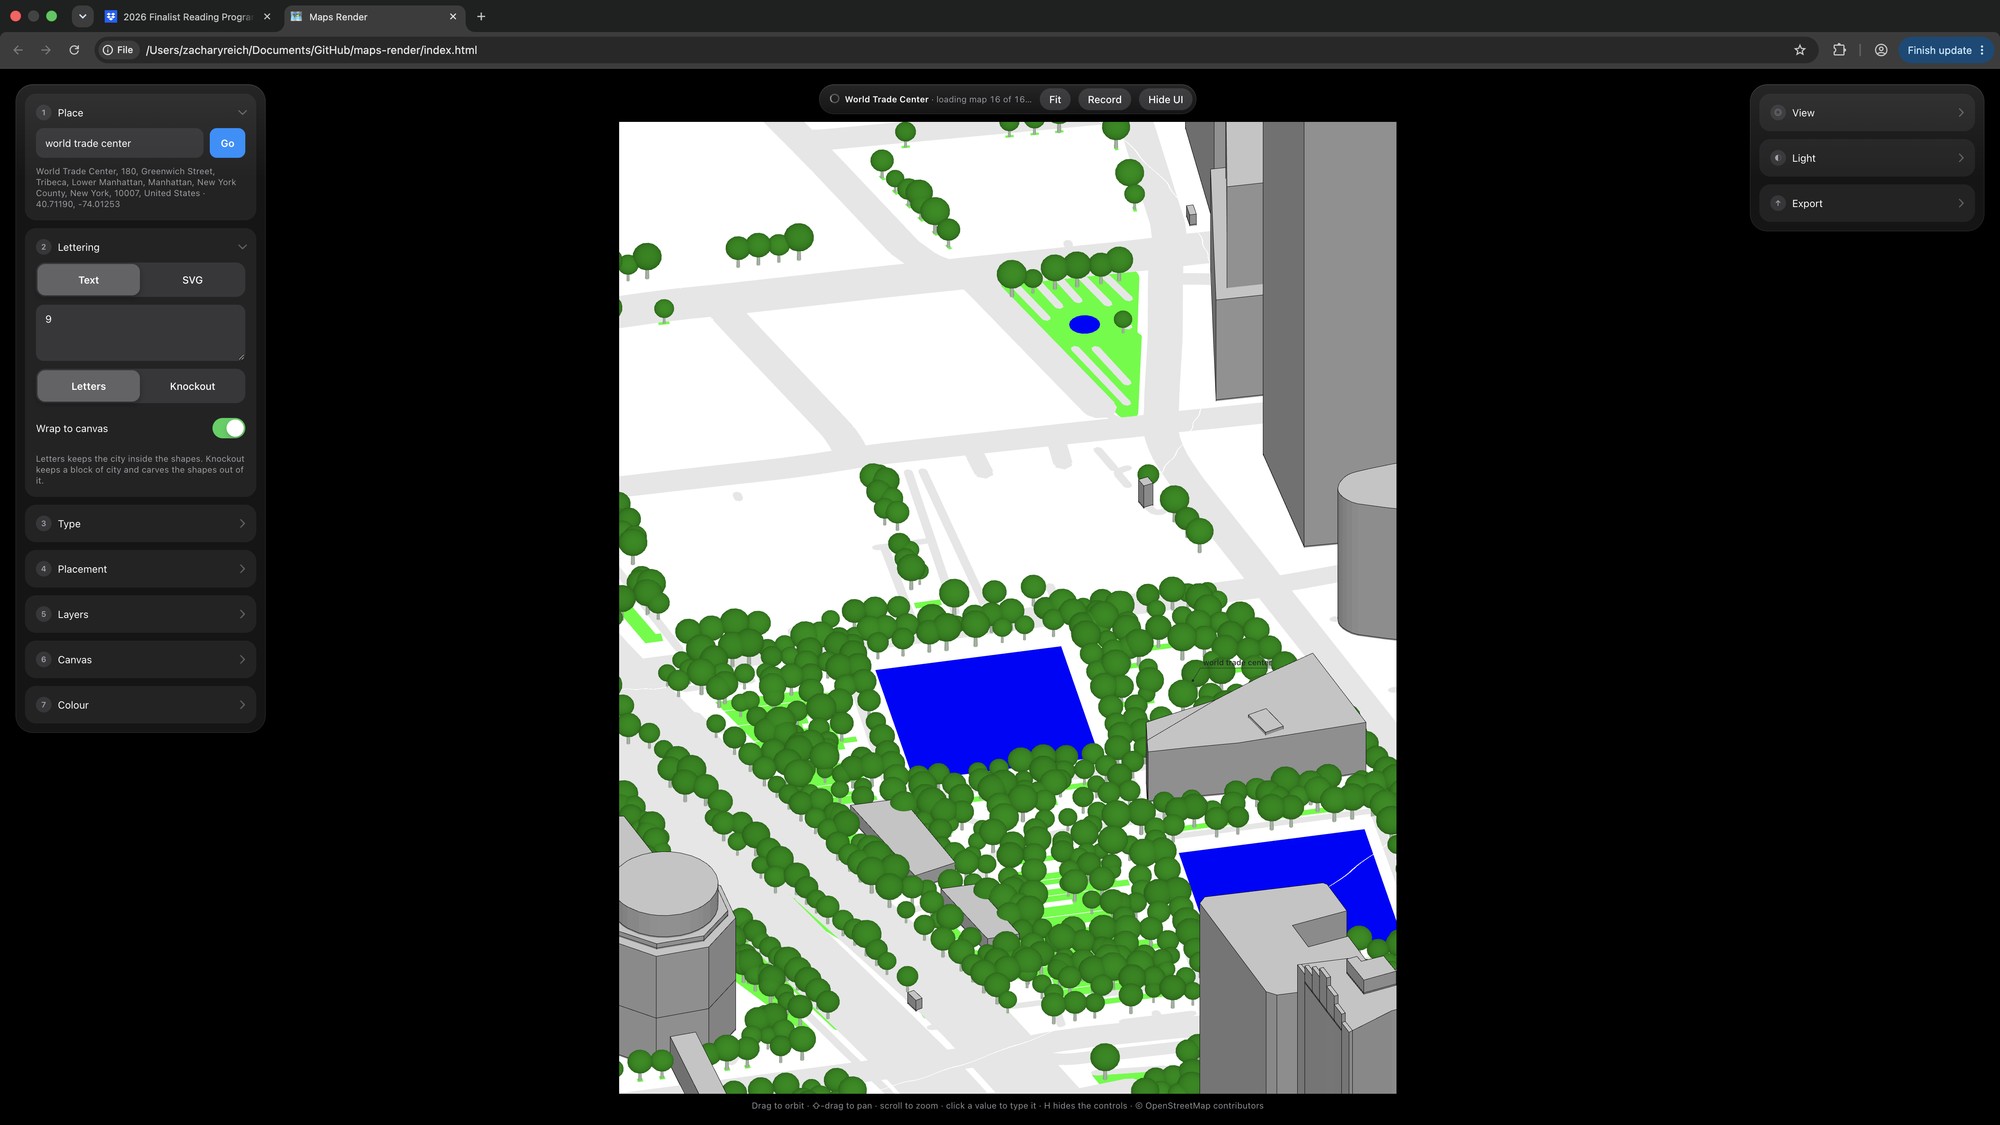 2026 Finalist Reading Progra
Maps Render
File
/Users/zacharyreich/Documents/GitHub/maps-render/index.html
Finish update
1 Place
world trade center
Go
World Trade Center, 180, Greenwich Street,
Tribeca, Lower Manhattan, Manhattan, New York
County, New York, 10007, United States ·
40.71190, -74.01253
2 Lettering
Text
SVG
9
Letters
Knockout
Wrap to canvas
Letters keeps the city inside the shapes. Knockout
keeps a block of city and carves the shapes out of
it.
3 Type
4 Placement
5 Layers
6 Canvas
7 Colour
World Trade Center · loading map 16 of 16…
Fit
Record
Hide UI
world trade center
Drag to orbit · ⇧-drag to pan · scroll to zoom · click a value to type it · H hides the controls · © OpenStreetMap contributors
View
Light
Export